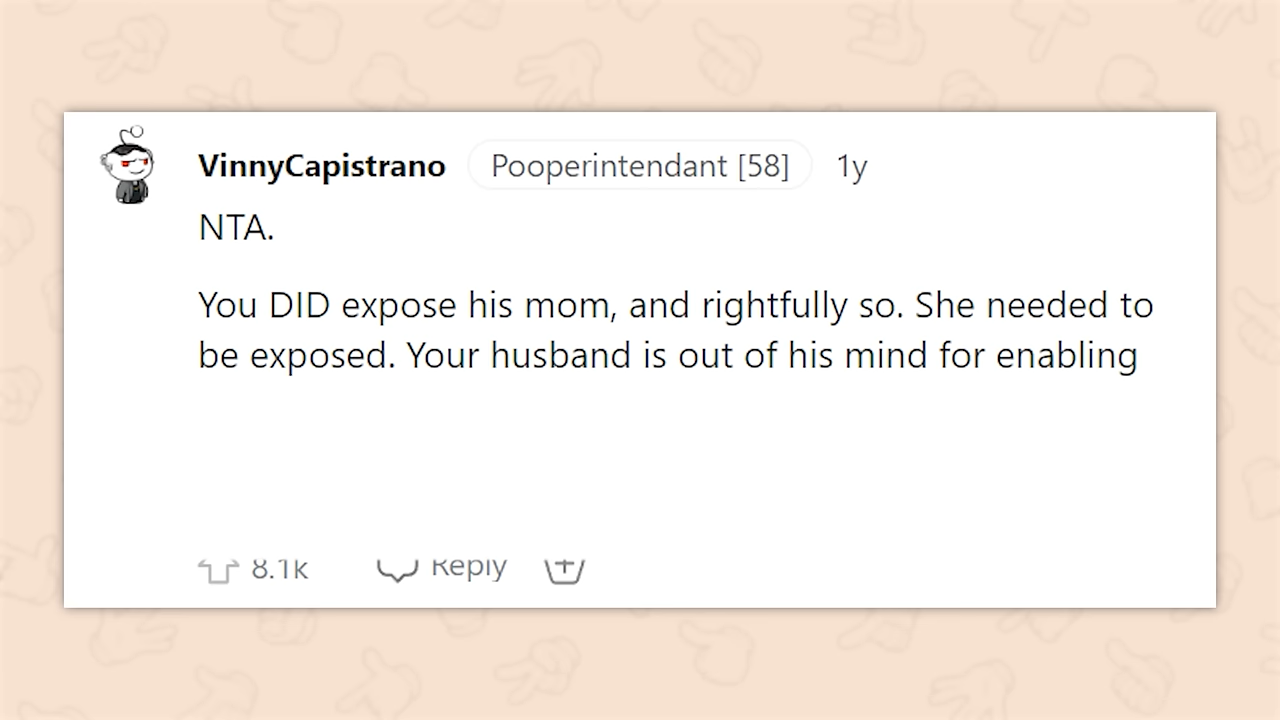 VinnyCapistrano Pooperintendant [58] 1y
NTA.
You DID expose his mom, and rightfully so. She needed to
be exposed. Your husband is out of his mind for enabling
8.1k Reply